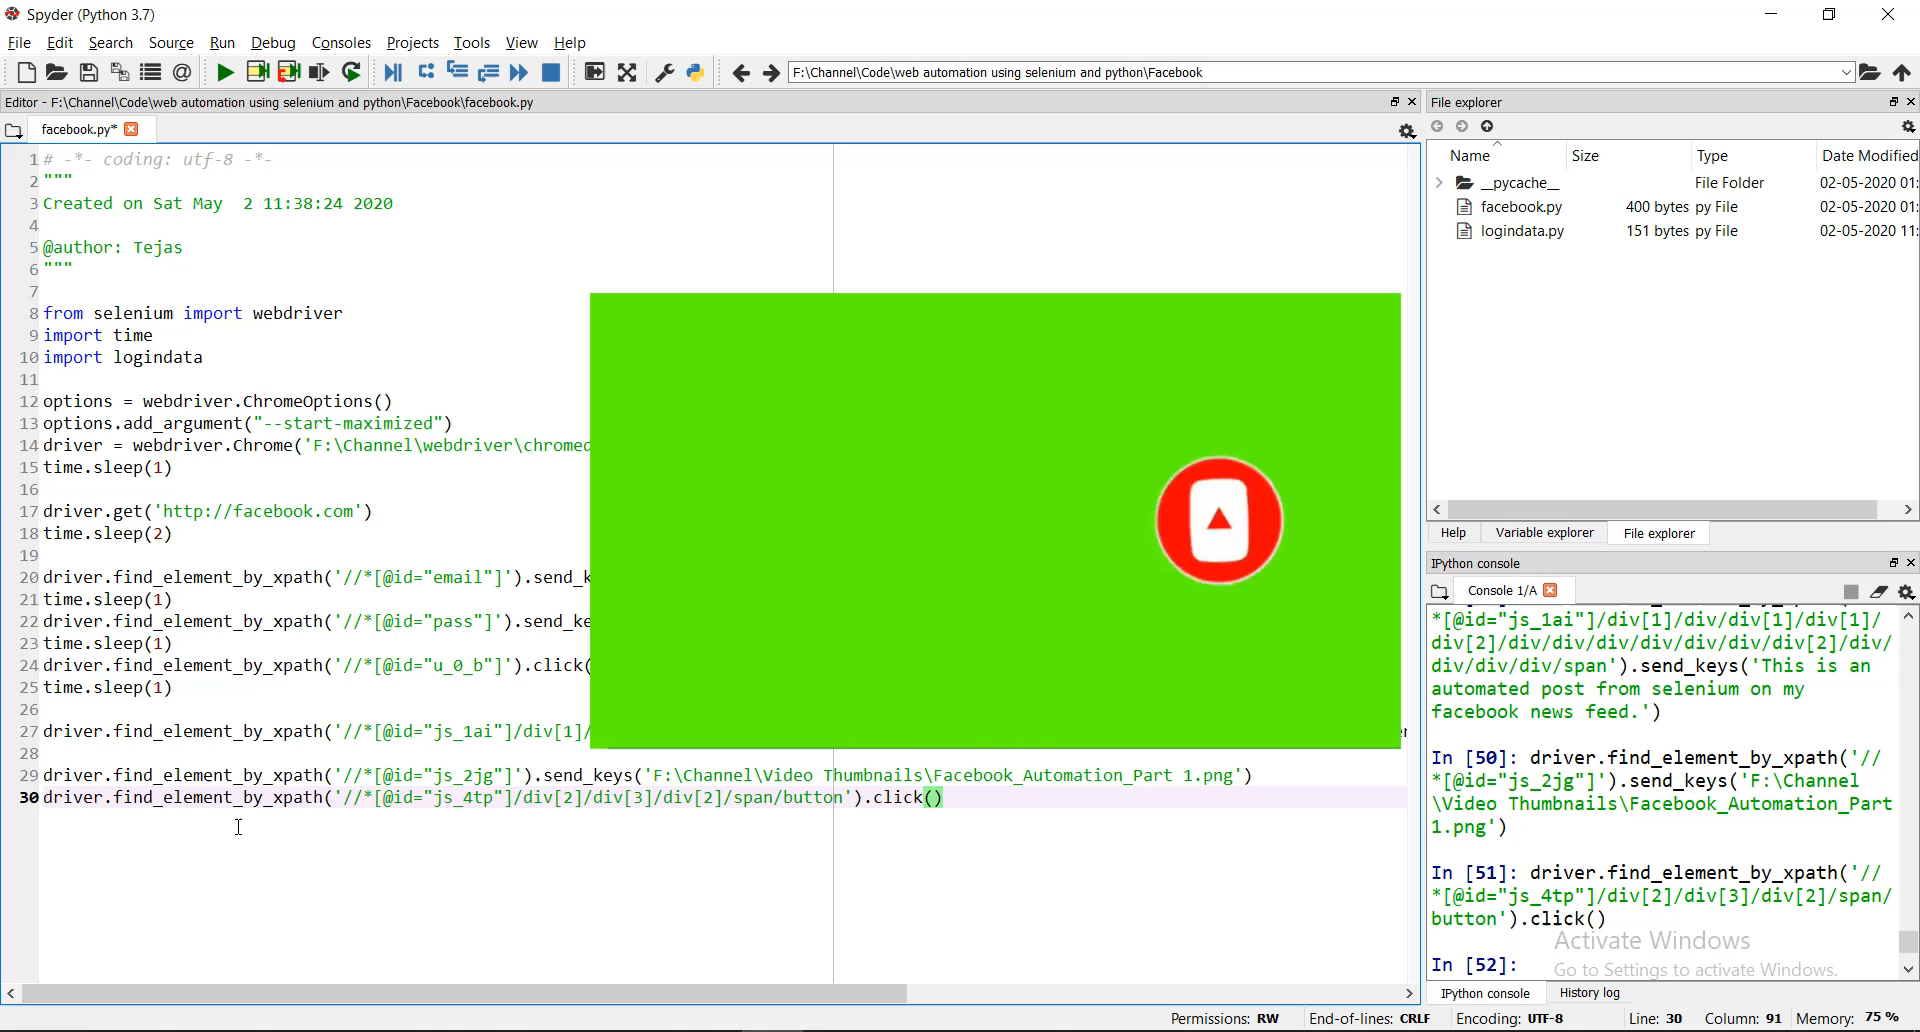 Spyder (Python 3.7)
File Edit Search Source Run Debug Consoles Projects Tools View Help
F:\Channel\Code\web automation using selenium and python\Facebook
Editor - F:\Channel\Code\web automation using selenium and python\Facebook\facebook.py
facebook.py*
1 # -*- coding: utf-8 -*-
2 """
3 Created on Sat May  2 11:38:24 2020
4
5 @author: Tejas
6 """
7
8 from selenium import webdriver
9 import time
10 import logindata
11
12 options = webdriver.ChromeOptions()
13 options.add_argument("--start-maximized")
14 driver = webdriver.Chrome('F:\Channel\webdriver\chromed
15 time.sleep(1)
16
17 driver.get('http://facebook.com')
18 time.sleep(2)
19
20 driver.find_element_by_xpath('//*[@id="email"]').send_k
21 time.sleep(1)
22 driver.find_element_by_xpath('//*[@id="pass"]').send_ke
23 time.sleep(1)
24 driver.find_element_by_xpath('//*[@id="u_0_b"]').click(
25 time.sleep(1)
26
27 driver.find_element_by_xpath('//*[@id="js_1ai"]/div[1]/
28
29 driver.find_element_by_xpath('//*[@id="js_2jg"]').send_keys('F:\Channel\Video Thumbnails\Facebook_Automation_Part 1.png')
30 driver.find_element_by_xpath('//*[@id="js_4tp"]/div[2]/div[3]/div[2]/span/button').click()
File explorer
Name Size Type Date Modified
__pycache__ File Folder 02-05-2020 01:
facebook.py 400 bytes py File 02-05-2020 01:
logindata.py 151 bytes py File 02-05-2020 11:
Help Variable explorer File explorer
IPython console
Console 1/A
*[@id="js_1ai"]/div[1]/div/div[1]/div[1]/
div[2]/div/div/div/div/div/div/div[2]/div/
div/div/div/span').send_keys('This is an
automated post from selenium on my
facebook news feed.')
In [50]: driver.find_element_by_xpath('//
*[@id="js_2jg"]').send_keys('F:\Channel
\Video Thumbnails\Facebook_Automation_Part
1.png')
In [51]: driver.find_element_by_xpath('//
*[@id="js_4tp"]/div[2]/div[3]/div[2]/span/
button').click()
Activate Windows
In [52]:
Go to Settings to activate Windows.
IPython console History log
Permissions: RW End-of-lines: CRLF Encoding: UTF-8 Line: 30 Column: 91 Memory: 75 %